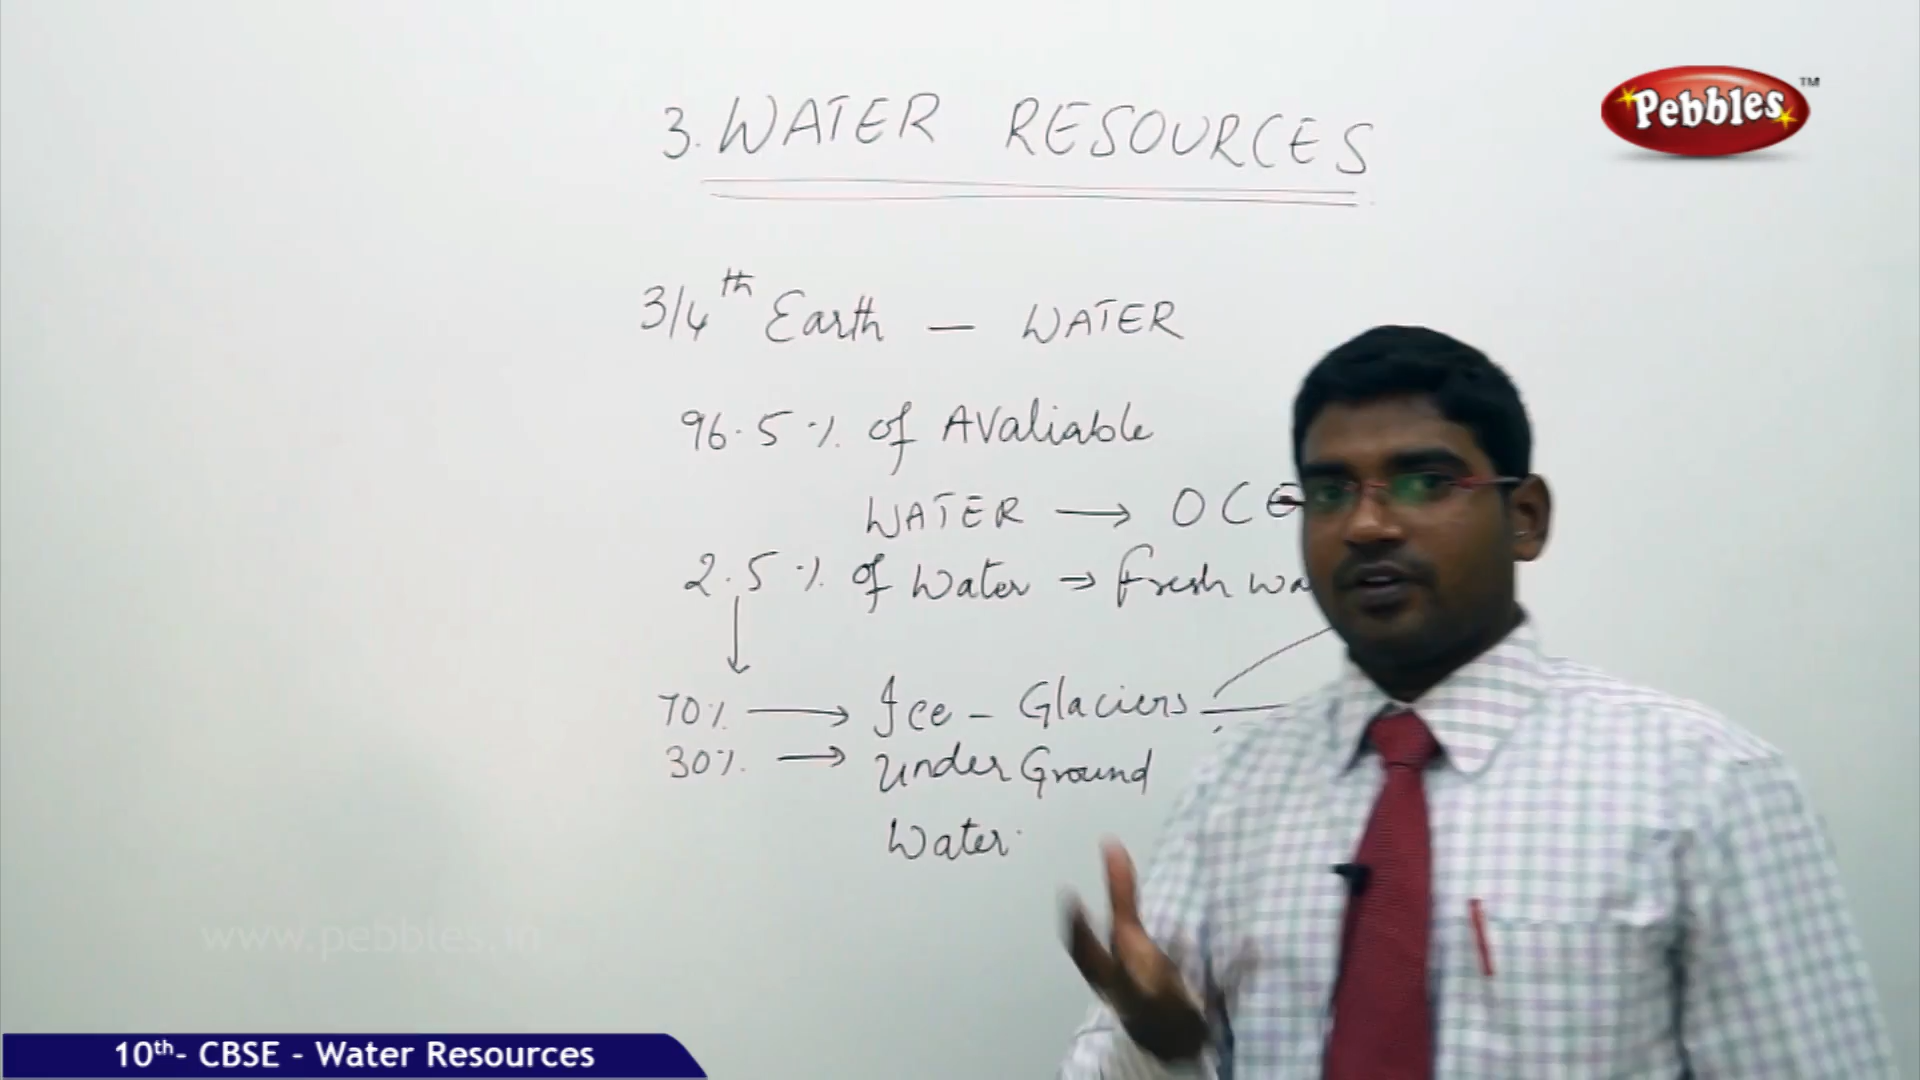 3. WATER RESOURCES
Pebbles TM
3/4th Earth — WATER
96.5% of AValiable
WATER → OCE
2.5% of Water → Fresh wa
70% → Ice - Glaciers
30% → Under Ground
Water
www.pebbles.in
10th- CBSE - Water Resources